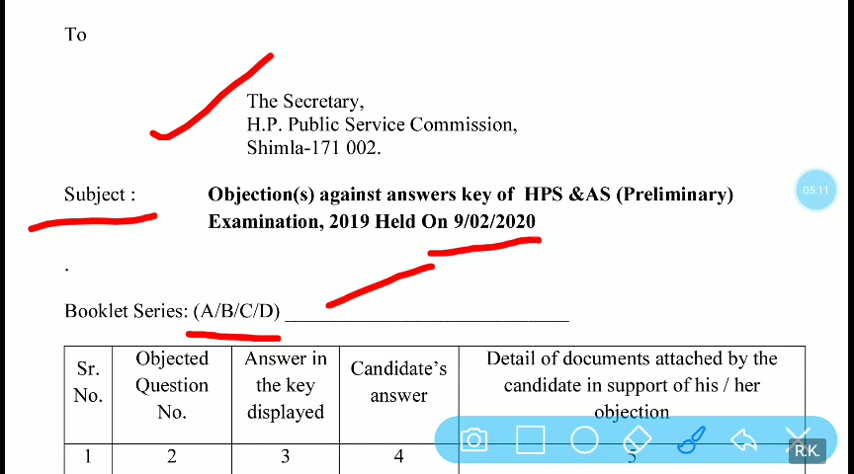 To
The Secretary,
H.P. Public Service Commission,
Shimla-171 002.
Subject :
Objection(s) against answers key of HPS &AS (Preliminary)
Examination, 2019 Held On 9/02/2020
05:11
.
Booklet Series: (A/B/C/D) ______________________________
Sr. No.
Objected Question No.
Answer in the key displayed
Candidate's answer
Detail of documents attached by the candidate in support of his / her objection
1 2 3 4 5
R.K.